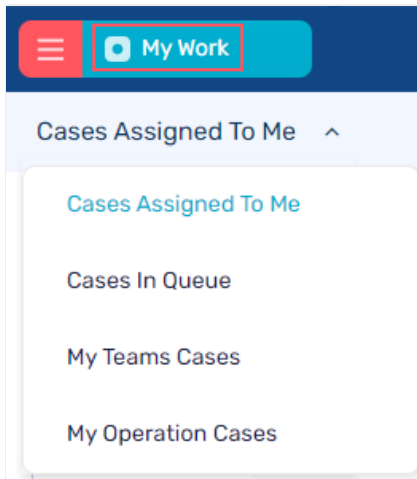 My Work
Cases Assigned To Me
Cases Assigned To Me
Cases In Queue
My Teams Cases
My Operation Cases